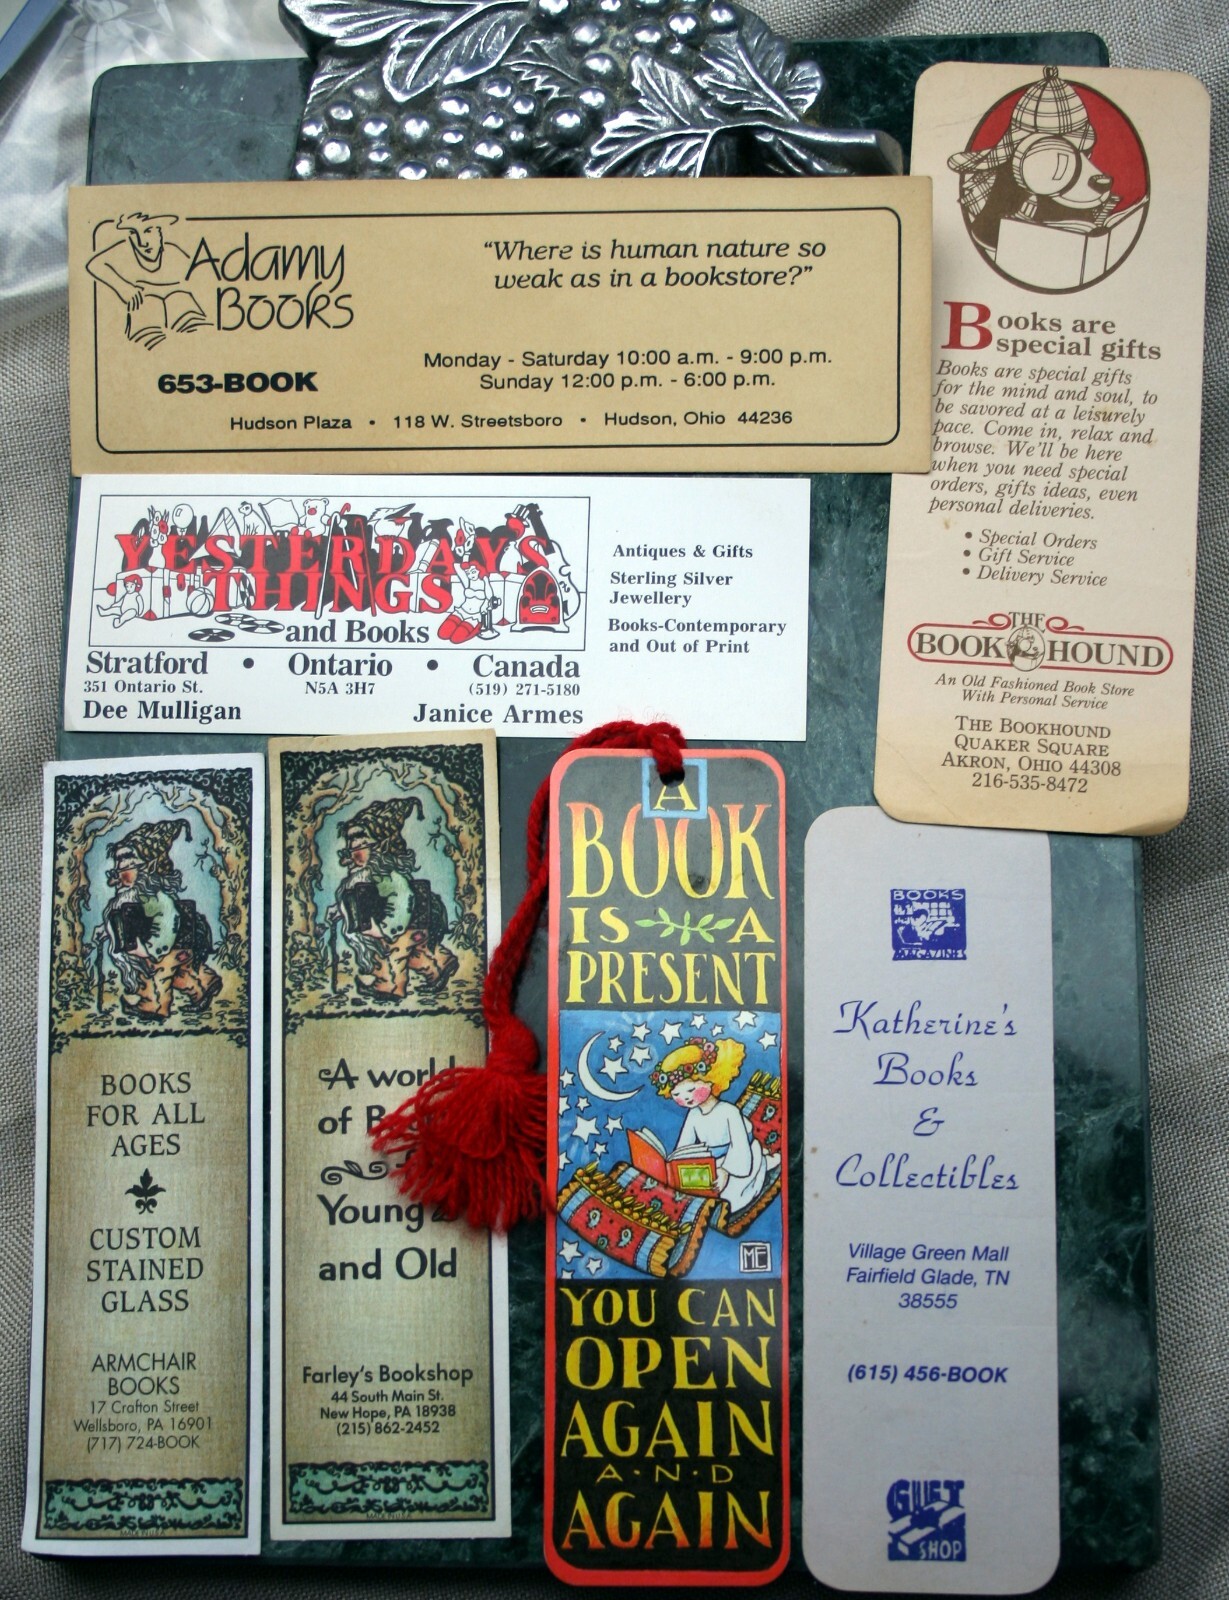 Adamy
Books
653-BOOK
“Where is human nature so
weak as in a bookstore?”
Monday - Saturday 10:00 a.m. - 9:00 p.m.
Sunday 12:00 p.m. - 6:00 p.m.
Hudson Plaza • 118 W. Streetsboro • Hudson, Ohio 44236
Books are
special gifts
Books are special gifts
for the mind and soul, to
be savored at a leisurely
pace. Come in, relax and
browse. We'll be here
when you need special
orders, gifts ideas, even
personal deliveries.
• Special Orders
• Gift Service
• Delivery Service
THE
BOOK HOUND
An Old Fashioned Book Store
With Personal Service
THE BOOKHOUND
QUAKER SQUARE
AKRON, OHIO 44308
216-535-8472
YESTERDAY'S
THINGS
and Books
Stratford • Ontario • Canada
351 Ontario St. N5A 3H7 (519) 271-5180
Dee Mulligan Janice Armes
Antiques & Gifts
Sterling Silver
Jewellery
Books-Contemporary
and Out of Print
BOOKS
FOR ALL
AGES
CUSTOM
STAINED
GLASS
ARMCHAIR
BOOKS
17 Crafton Street
Wellsboro, PA 16901
(717) 724-BOOK
A world
of
Young
and Old
Farley's Bookshop
44 South Main St.
New Hope, PA 18938
(215) 862-2452
A
BOOK
IS A
PRESENT
ME
YOU CAN
OPEN
AGAIN
A·N·D
AGAIN
BOOKS
MAGAZINES
Katherine's
Books
&
Collectibles
Village Green Mall
Fairfield Glade, TN
38555
(615) 456-BOOK
GIFT
SHOP